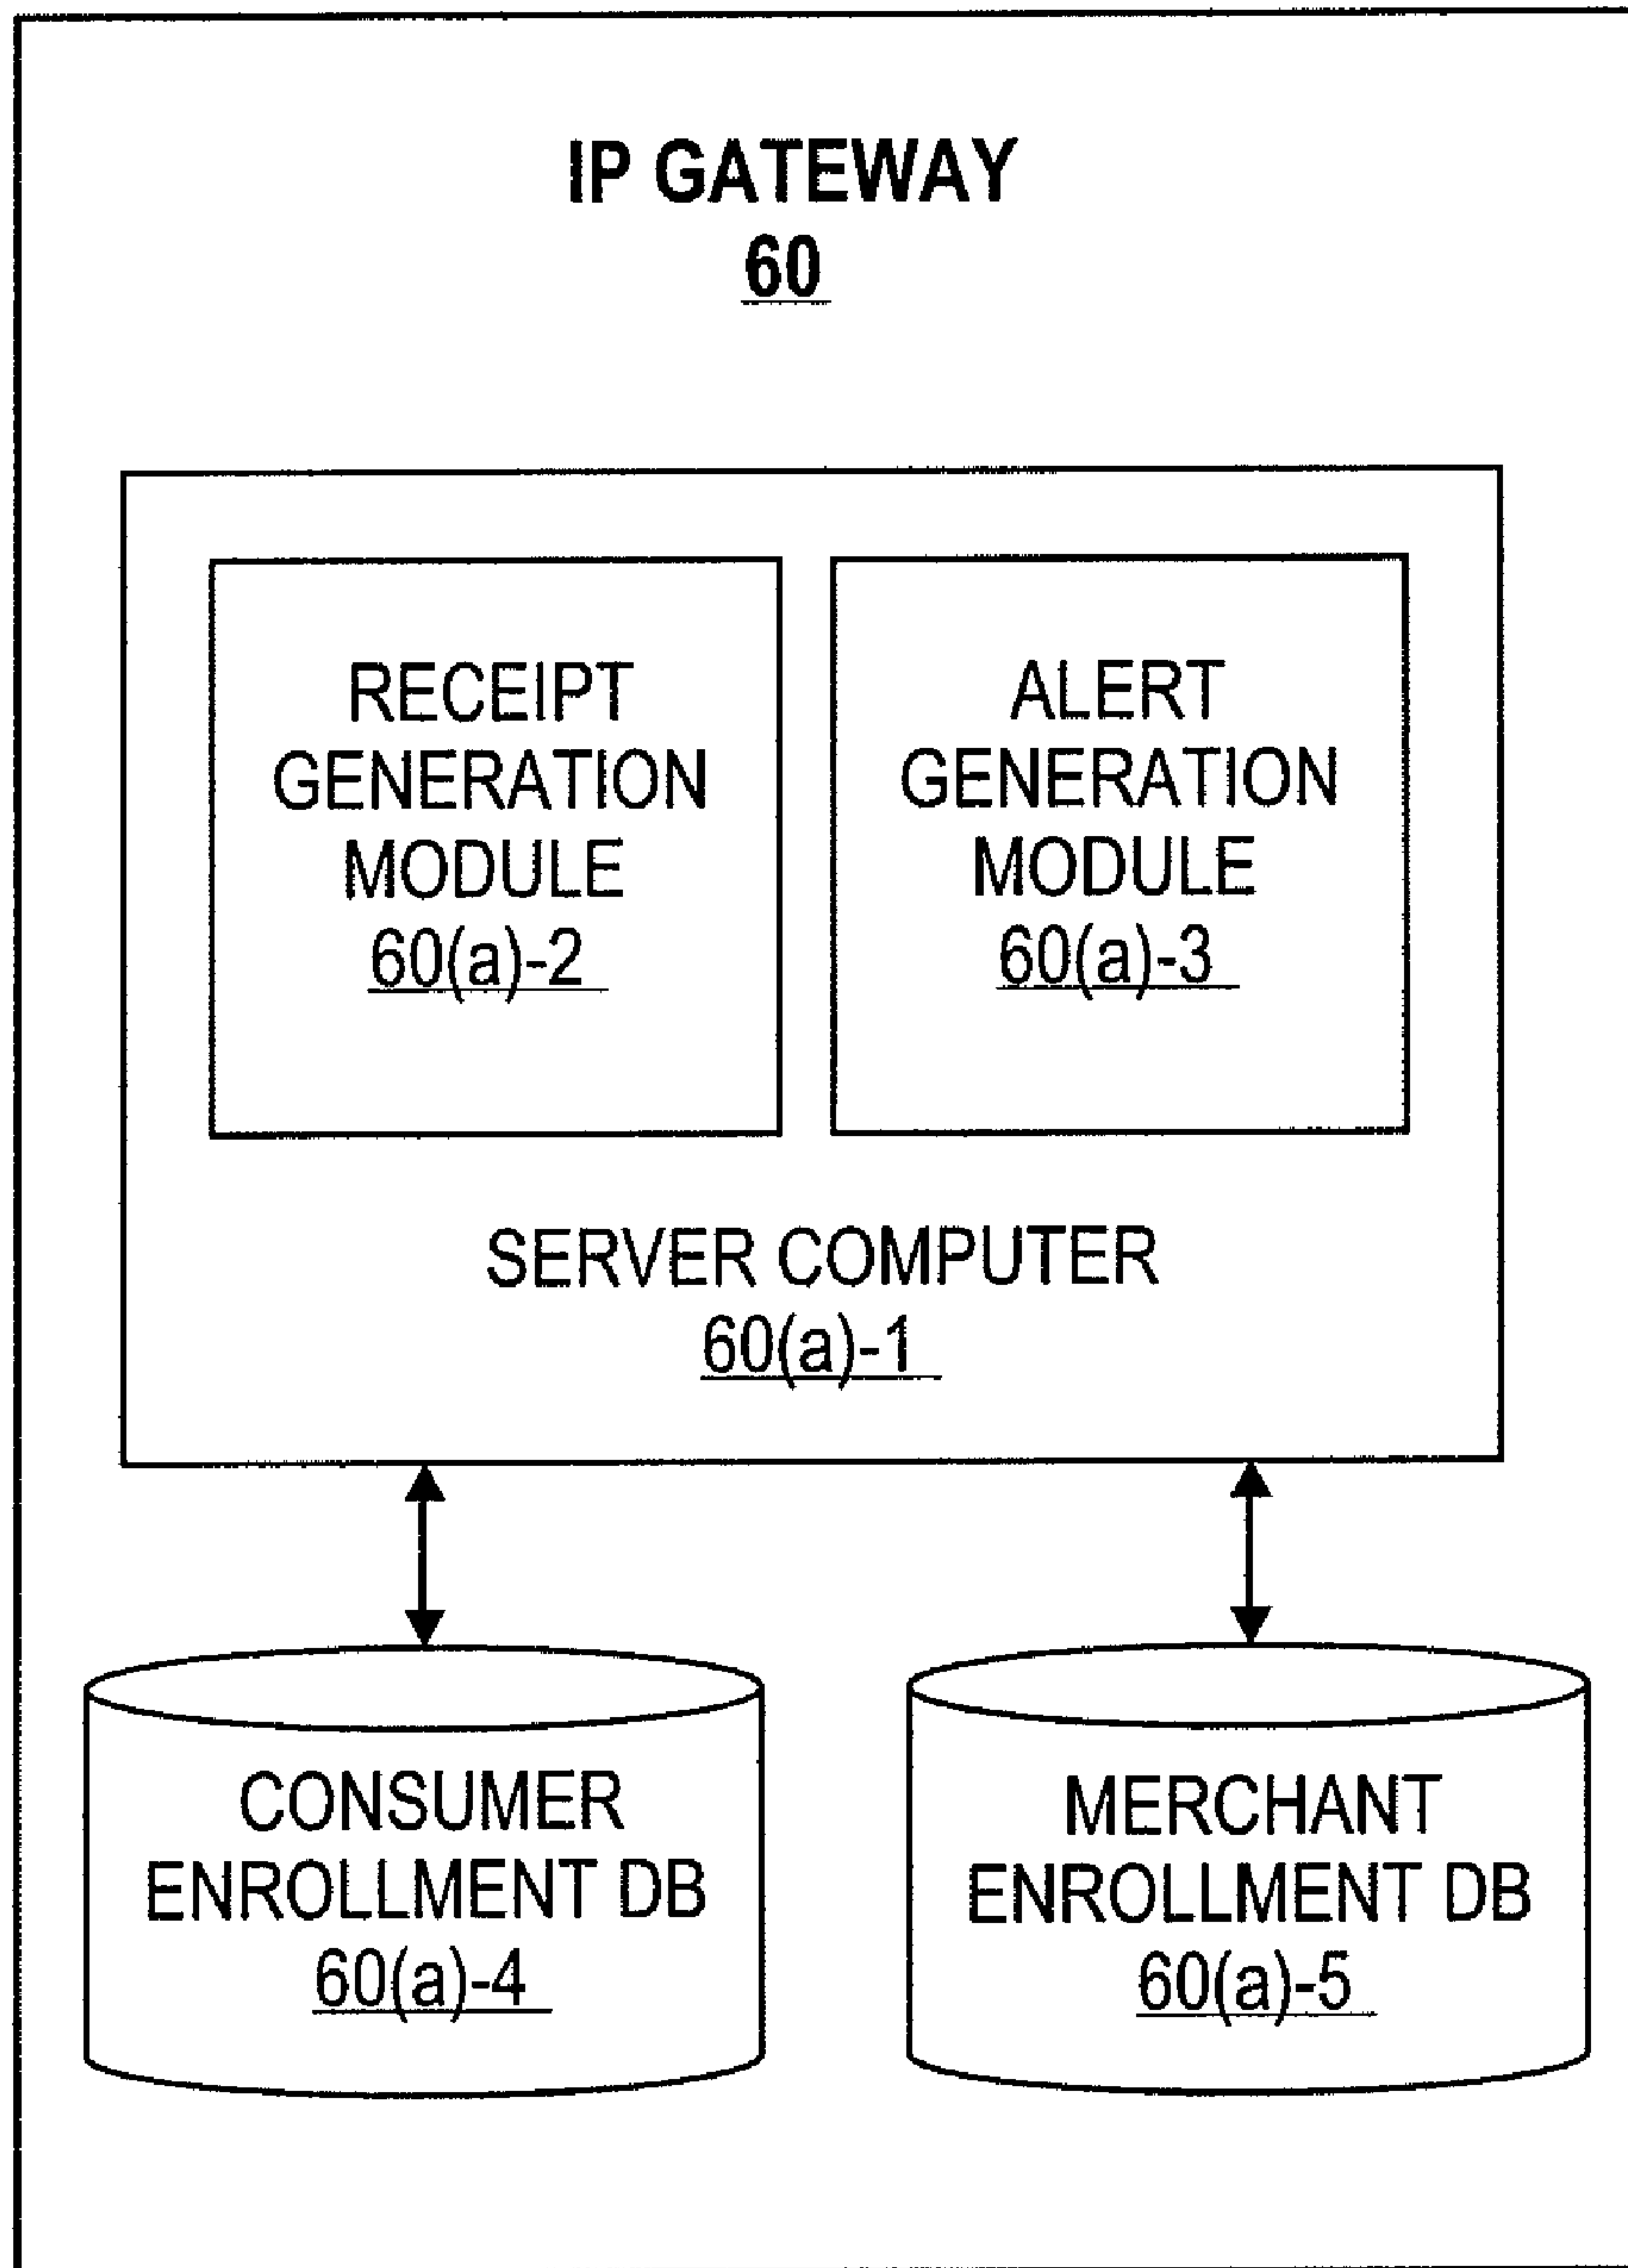 IP GATEWAY
60
RECEIPT
GENERATION
MODULE
60(a)-2
ALERT
GENERATION
MODULE
60(a)-3
SERVER COMPUTER
60(a)-1
CONSUMER
ENROLLMENT DB
60(a)-4
MERCHANT
ENROLLMENT DB
60(a)-5